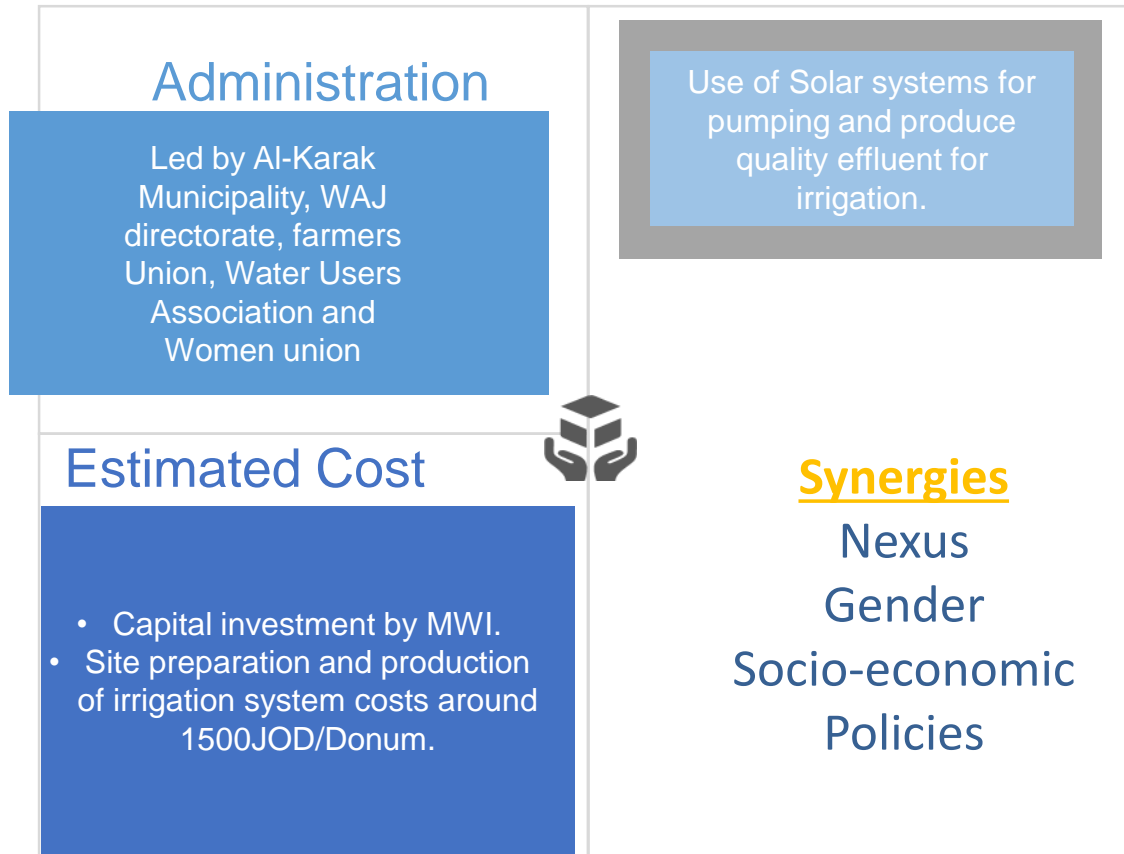 Administration
Led by Al-Karak
Municipality, WAJ
directorate, farmers
Union, Water Users
Association and
Women union
Use of Solar systems for
pumping and produce
quality effluent for
irrigation.
Estimated Cost
• Capital investment by MWI.
• Site preparation and production
of irrigation system costs around
1500JOD/Donum.
Synergies
Nexus
Gender
Socio-economic
Policies